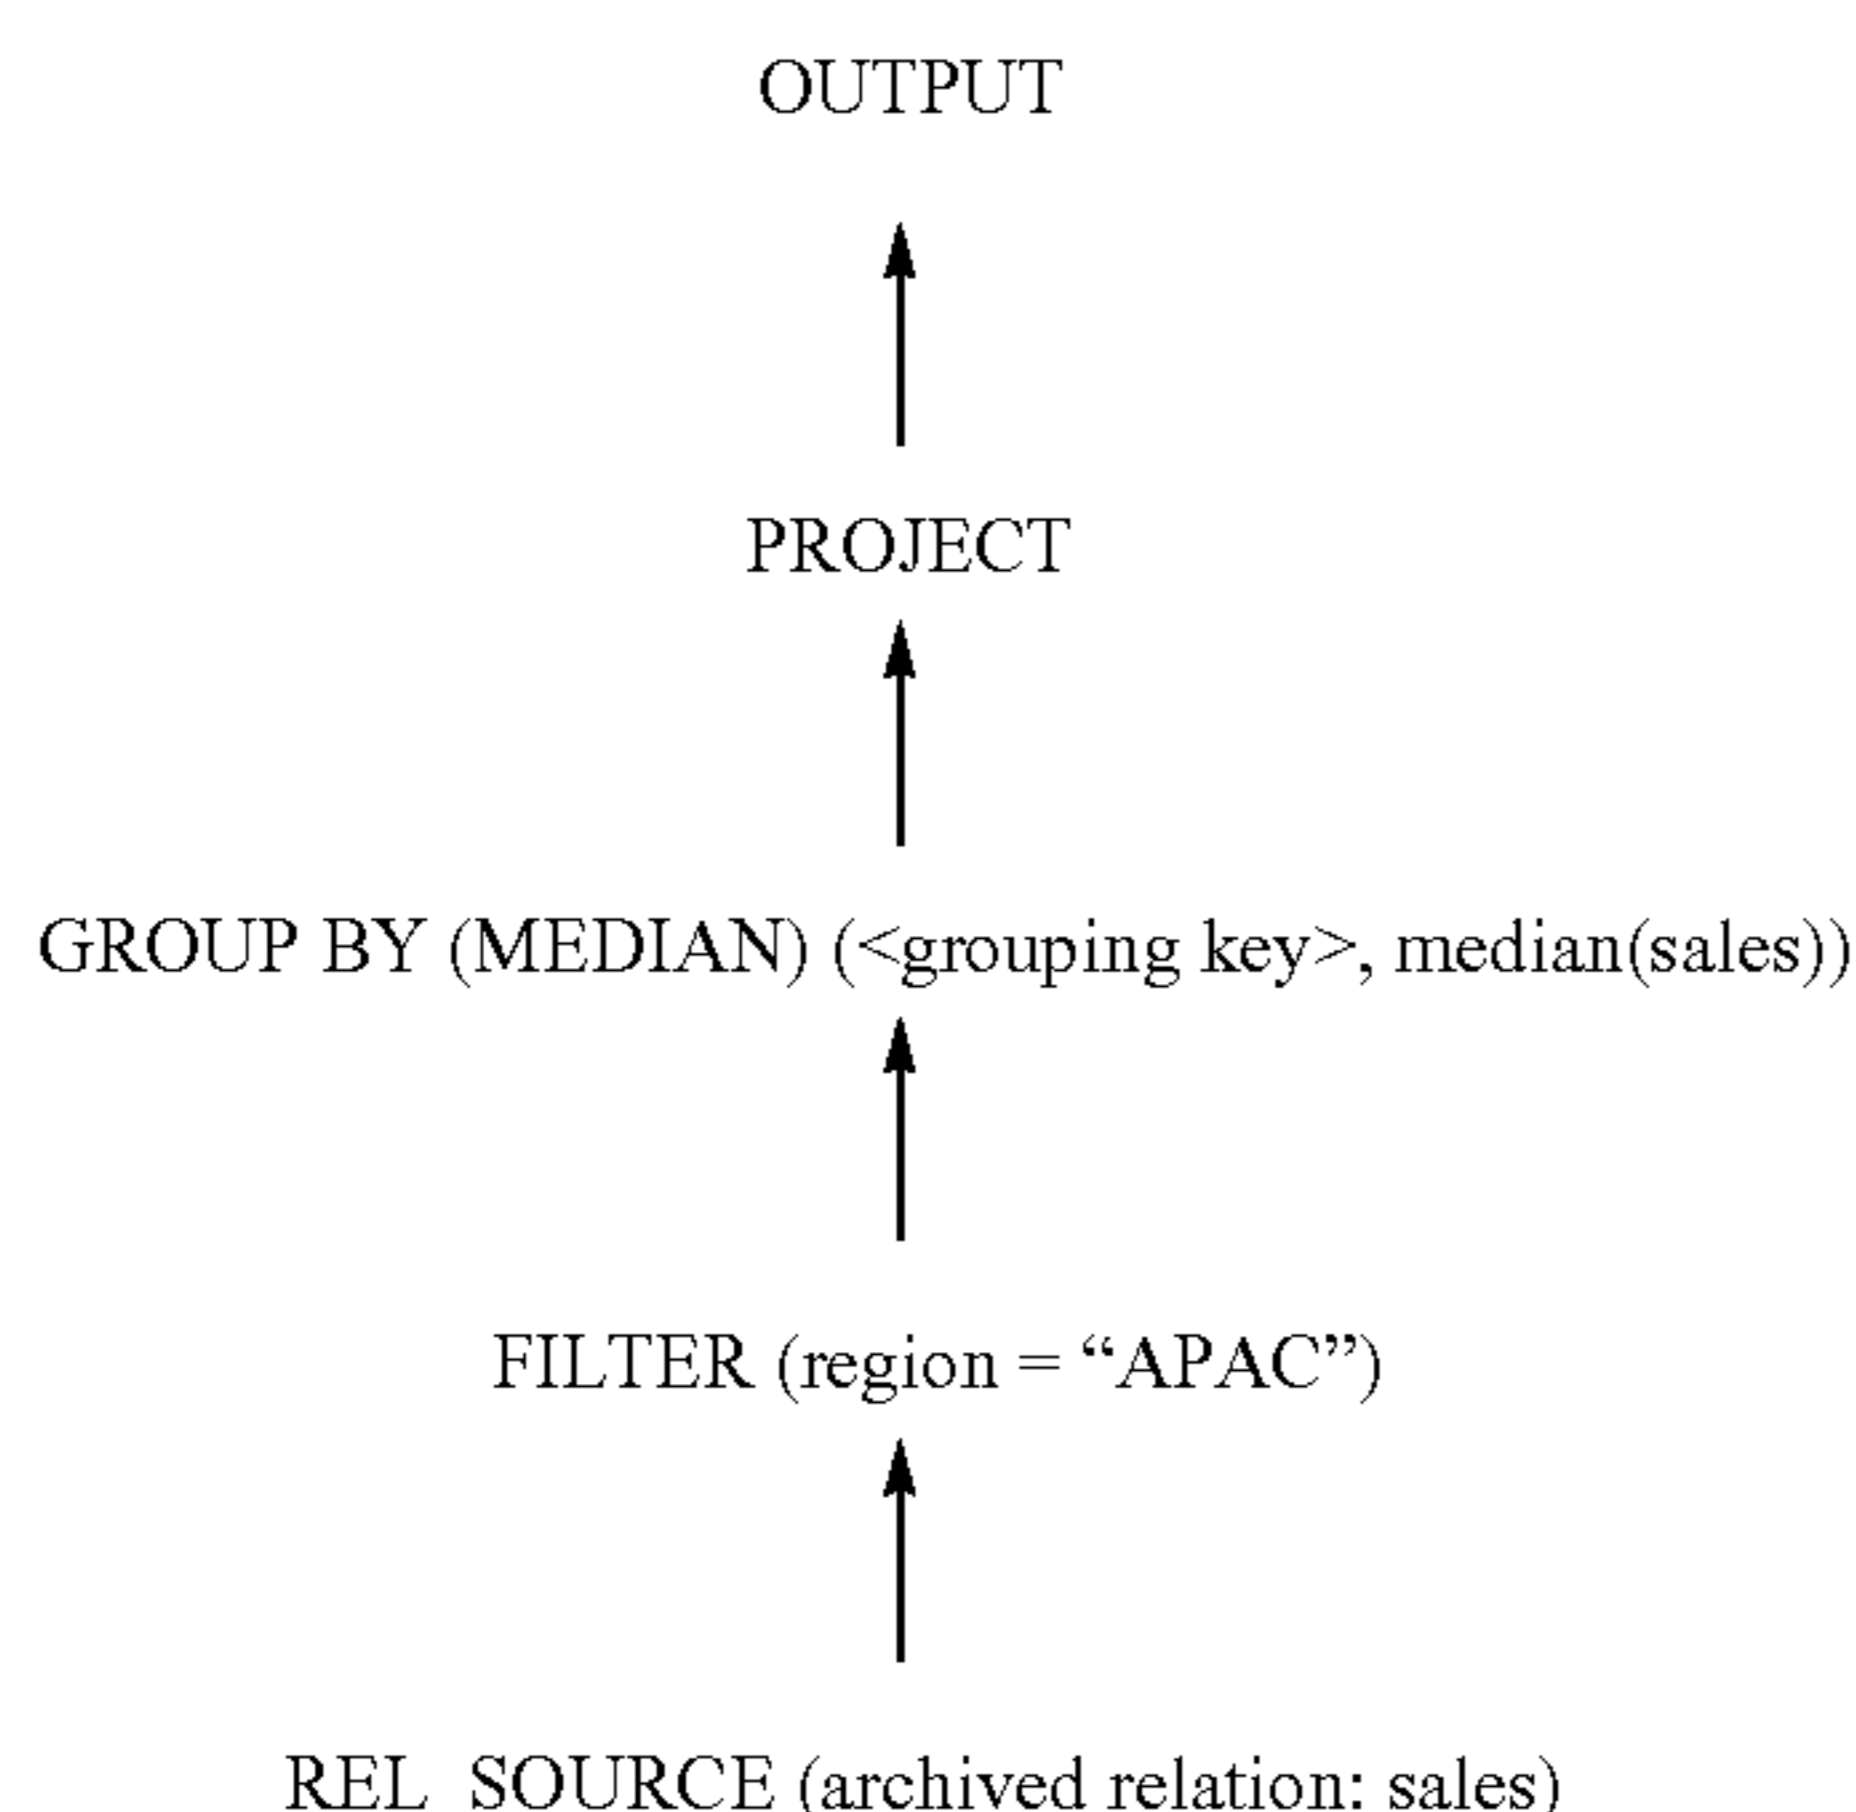 OUTPUT
PROJECT
GROUP BY (MEDIAN) (<grouping key>, median(sales))
FILTER (region = “APAC”)
REL_SOURCE (archived relation: sales)